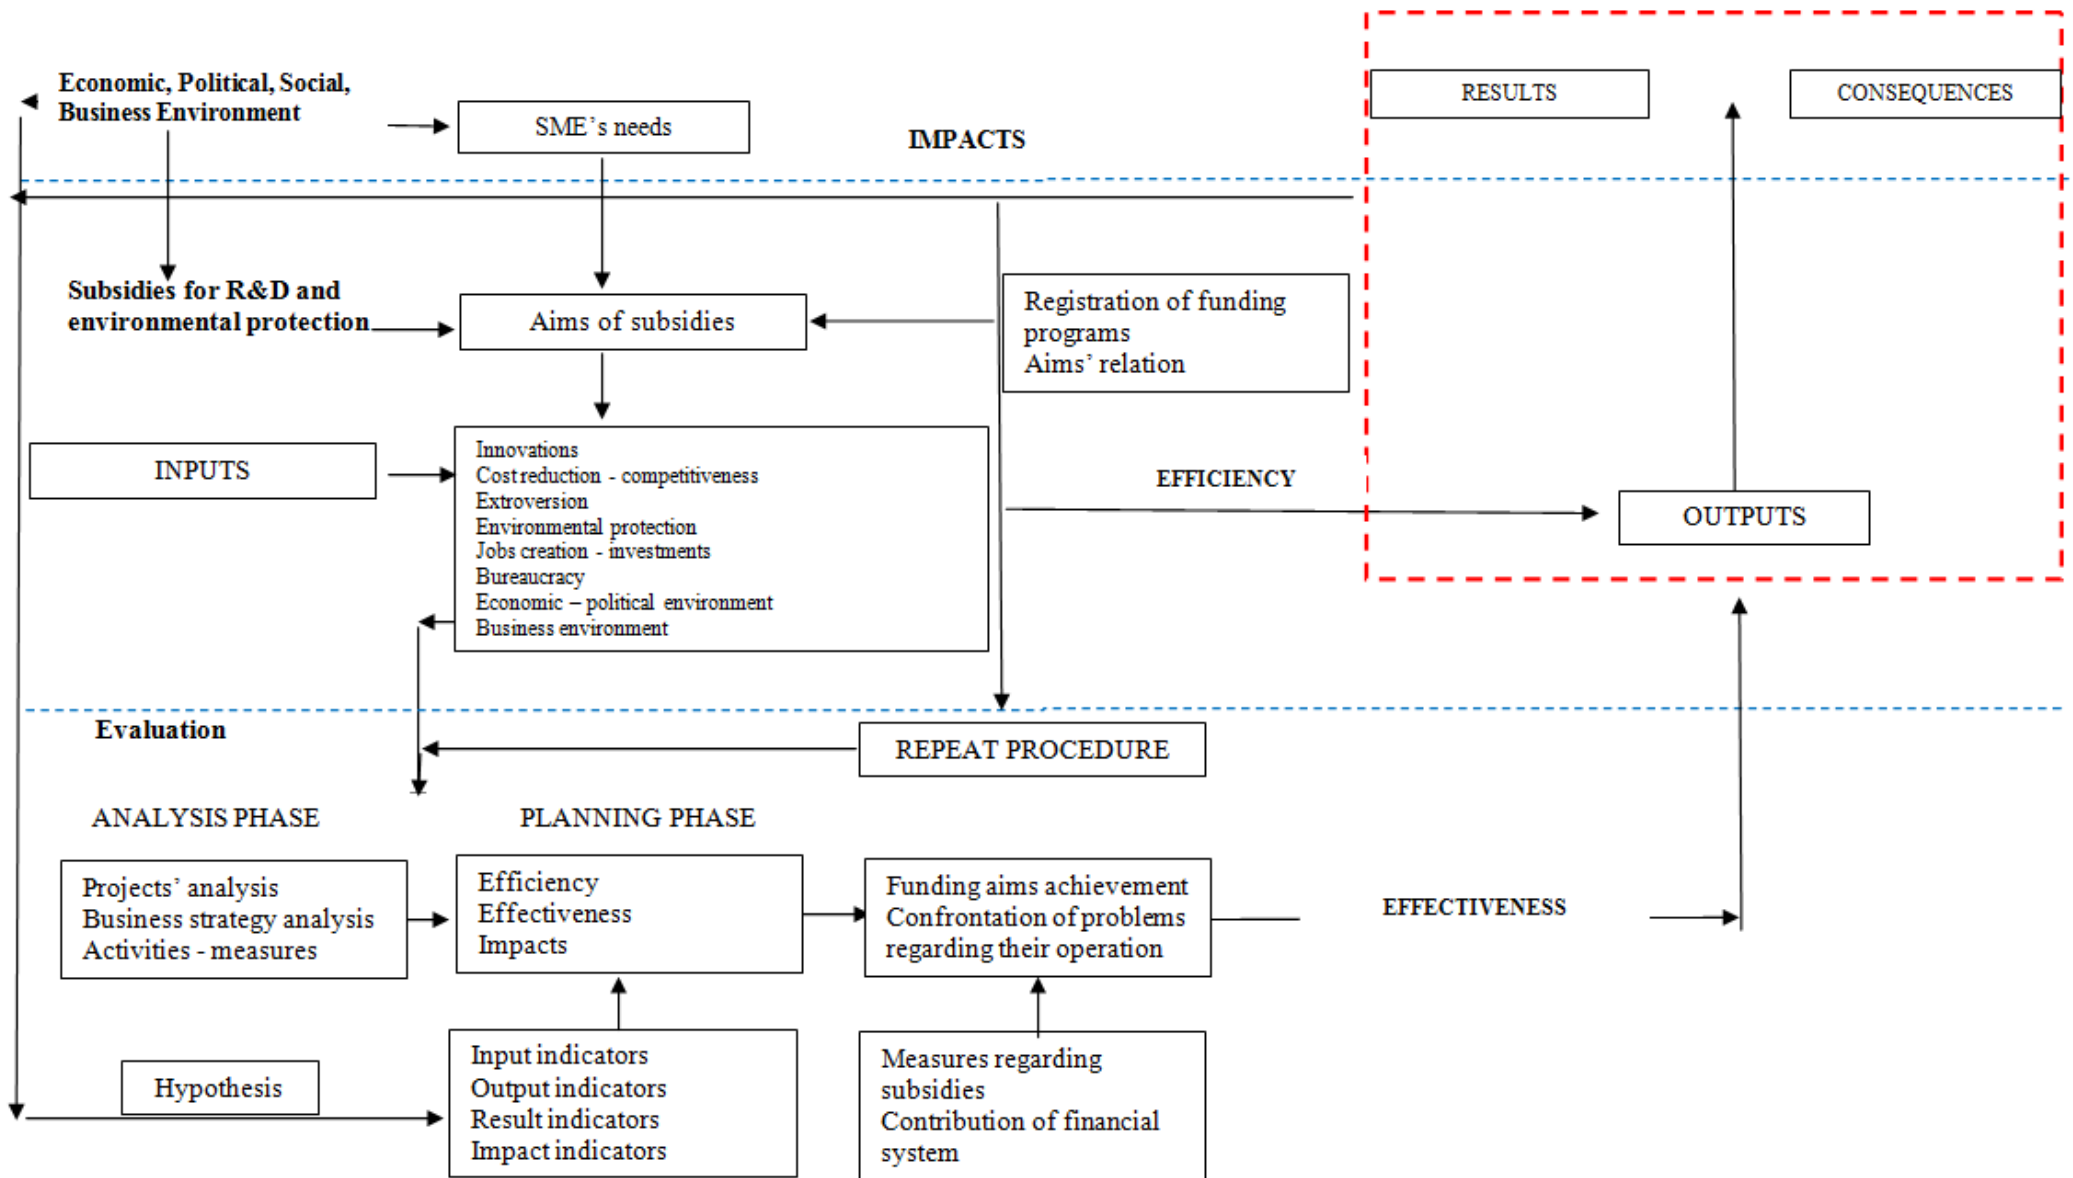 Economic, Political, Social,
Business Environment
SME’s needs
IMPACTS
RESULTS
CONSEQUENCES
Subsidies for R&D and
environmental protection
Aims of subsidies
Registration of funding
programs
Aims’ relation
INPUTS
Innovations
Cost reduction - competitiveness
Extroversion
Environmental protection
Jobs creation - investments
Bureaucracy
Economic – political environment
Business environment
EFFICIENCY
OUTPUTS
Evaluation
REPEAT PROCEDURE
ANALYSIS PHASE
PLANNING PHASE
Projects’ analysis
Business strategy analysis
Activities - measures
Efficiency
Effectiveness
Impacts
Funding aims achievement
Confrontation of problems
regarding their operation
EFFECTIVENESS
Hypothesis
Input indicators
Output indicators
Result indicators
Impact indicators
Measures regarding
subsidies
Contribution of financial
system